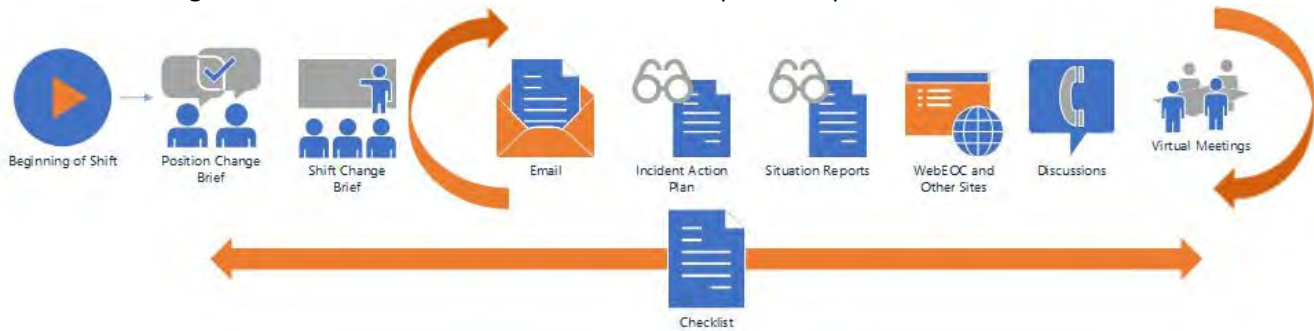 Beginning of Shift
Position Change
Brief
Shift Change
Brief
Email
Incident Action
Plan
Situation Reports
WebEOC and
Other Sites
Discussions
Virtual Meetings
Checklist